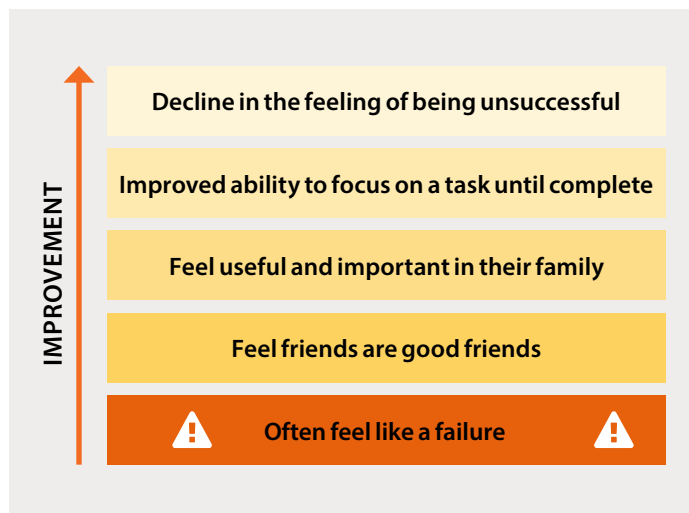 Decline in the feeling of being unsuccessful
Improved ability to focus on a task until complete
Feel useful and important in their family
Feel friends are good friends
Often feel like a failure
IMPROVEMENT